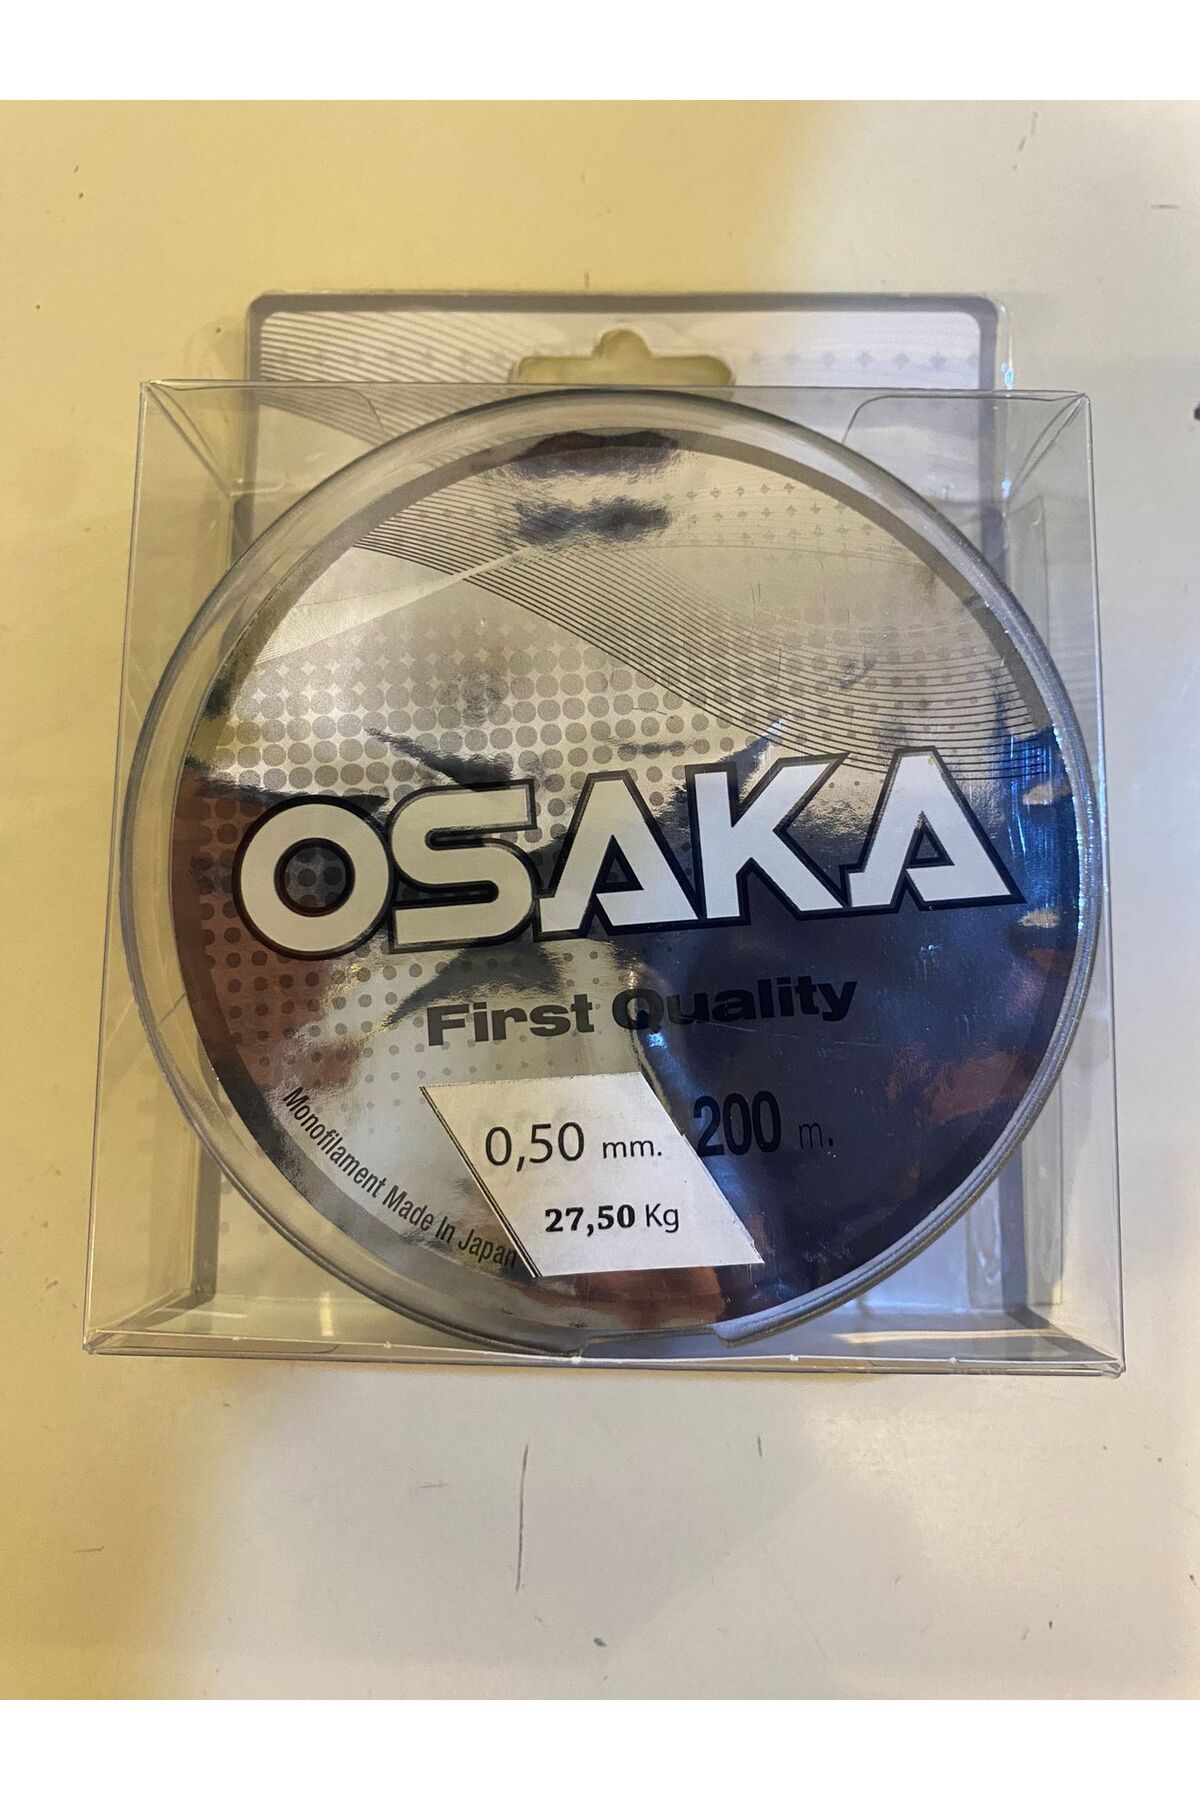 OSAKA
First Quality
0,50 mm. 200 m.
27,50 Kg
Monofilament Made In Japan